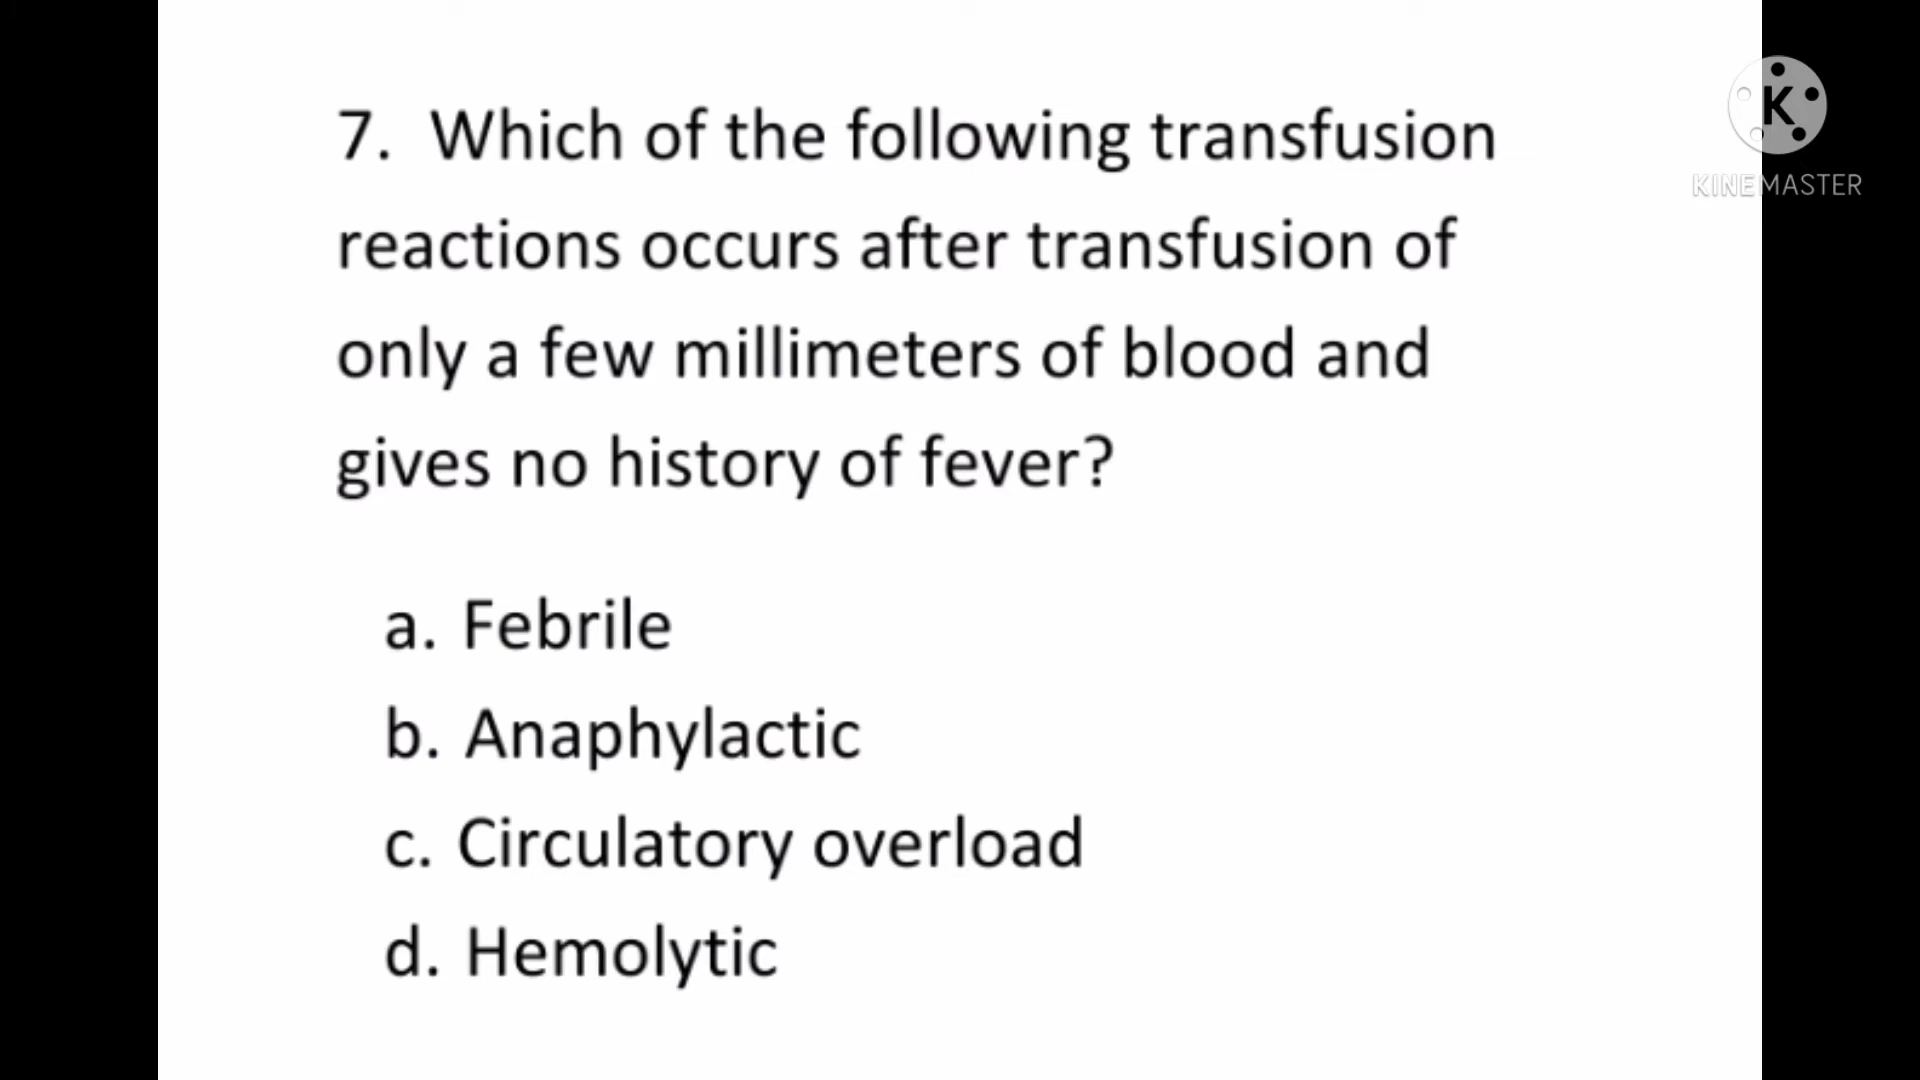 7. Which of the following transfusion
reactions occurs after transfusion of
only a few millimeters of blood and
gives no history of fever?
a. Febrile
b. Anaphylactic
c. Circulatory overload
d. Hemolytic
K
KINEMASTER